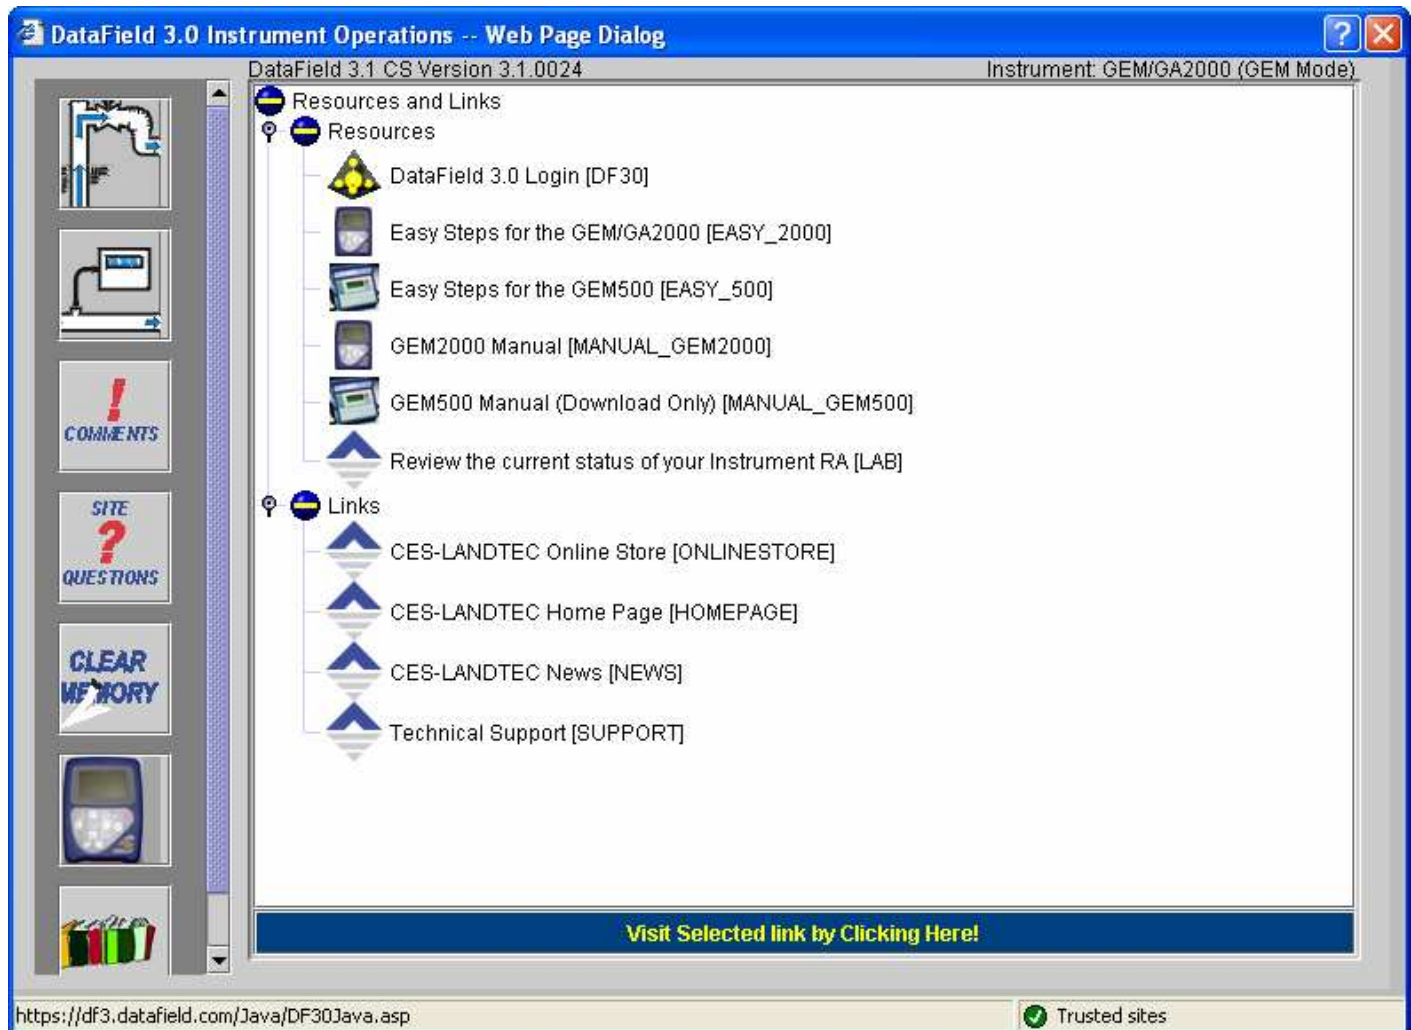 DataField 3.0 Instrument Operations -- Web Page Dialog
DataField 3.1 CS Version 3.1.0024 Instrument: GEM/GA2000 (GEM Mode)
Resources and Links
Resources
DataField 3.0 Login [DF30]
Easy Steps for the GEM/GA2000 [EASY_2000]
Easy Steps for the GEM500 [EASY_500]
GEM2000 Manual [MANUAL_GEM2000]
GEM500 Manual (Download Only) [MANUAL_GEM500]
Review the current status of your Instrument RA [LAB]
Links
CES-LANDTEC Online Store [ONLINESTORE]
CES-LANDTEC Home Page [HOMEPAGE]
CES-LANDTEC News [NEWS]
Technical Support [SUPPORT]
!
COMMENTS
SITE
?
QUESTIONS
CLEAR
MEMORY
Visit Selected link by Clicking Here!
https://df3.datafield.com/Java/DF30Java.asp Trusted sites